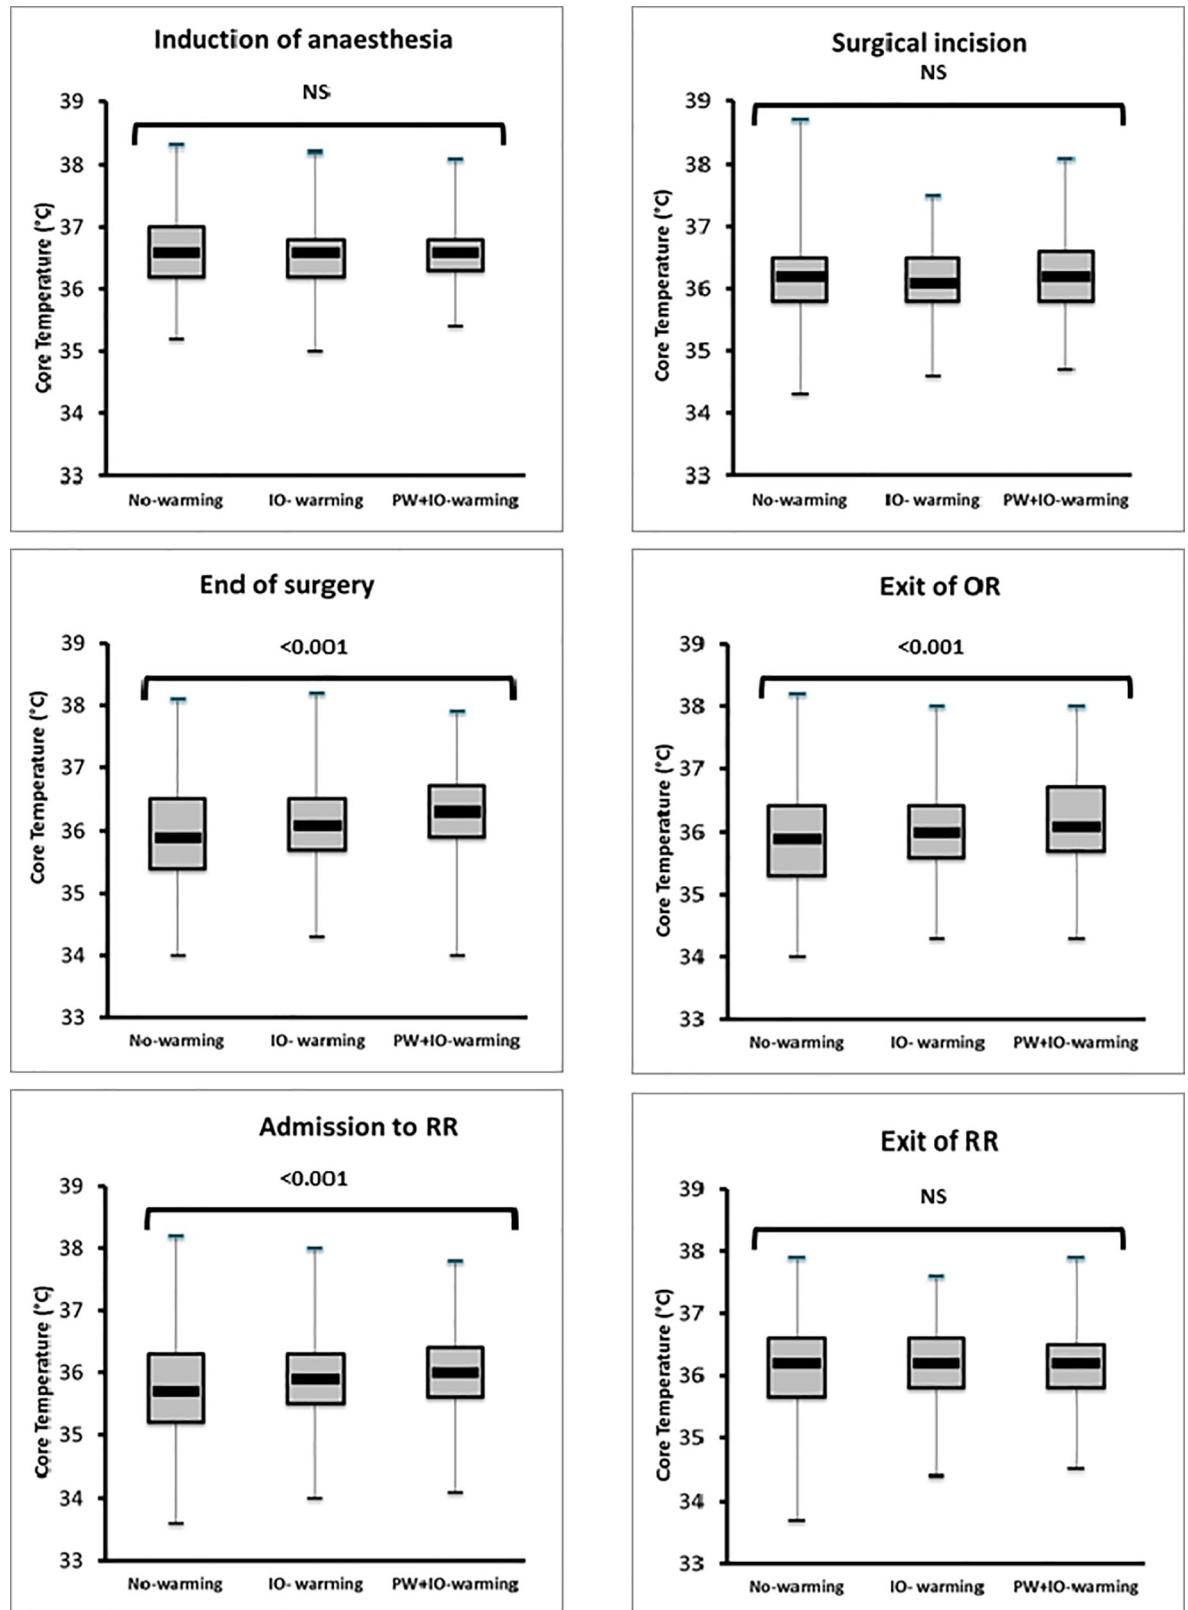 Induction of anaesthesia
NS
39
38
37
36
35
34
33
Core Temperature (°C)
No-warming IO- warming PW+IO-warming
Surgical incision
NS
39
38
37
36
35
34
33
Core Temperature (°C)
No-warming IO- warming PW+IO-warming
End of surgery
<0.001
39
38
37
36
35
34
33
Core Temperature (°C)
No-warming IO- warming PW+IO-warming
Exit of OR
<0.001
39
38
37
36
35
34
33
Core Temperature (°C)
No-warming IO- warming PW+IO-warming
Admission to RR
<0.001
39
38
37
36
35
34
33
Core Temperature (°C)
No-warming IO- warming PW+IO-warming
Exit of RR
NS
39
38
37
36
35
34
33
Core Temperature (°C)
No-warming IO- warming PW+IO-warming